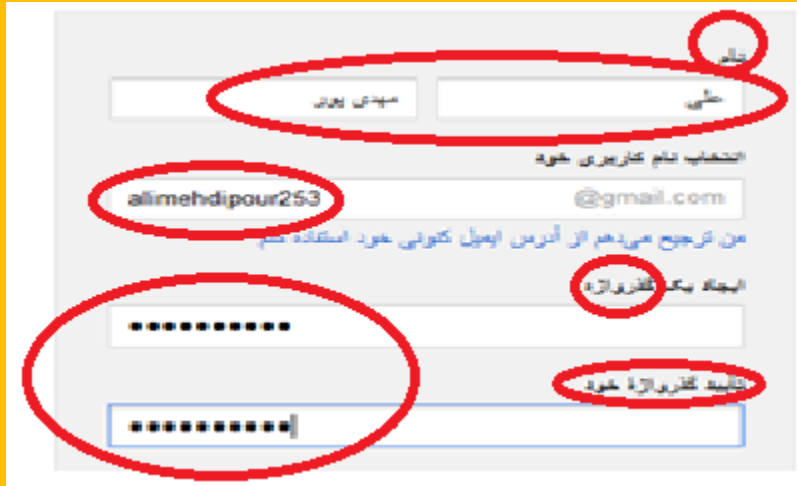 نام
علی مهدی پور
انتخاب نام کاربری خود
alimehdipour253 @gmail.com
من ترجیح می‌دهم از آدرس ایمیل کنونی خود استفاده کنم
ایجاد یک گذرواژه
••••••••••
تأیید گذرواژهٔ خود
••••••••••